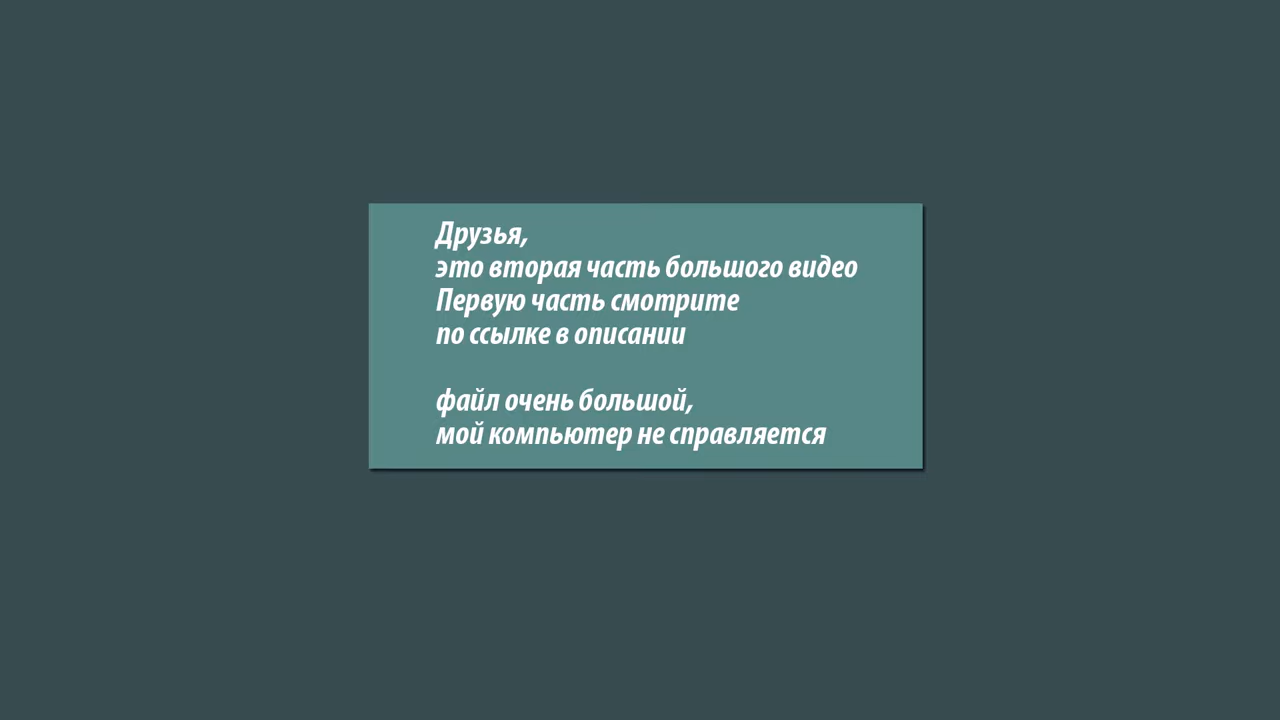 Друзья,
это вторая часть большого видео
Первую часть смотрите
по ссылке в описании
файл очень большой,
мой компьютер не справляется